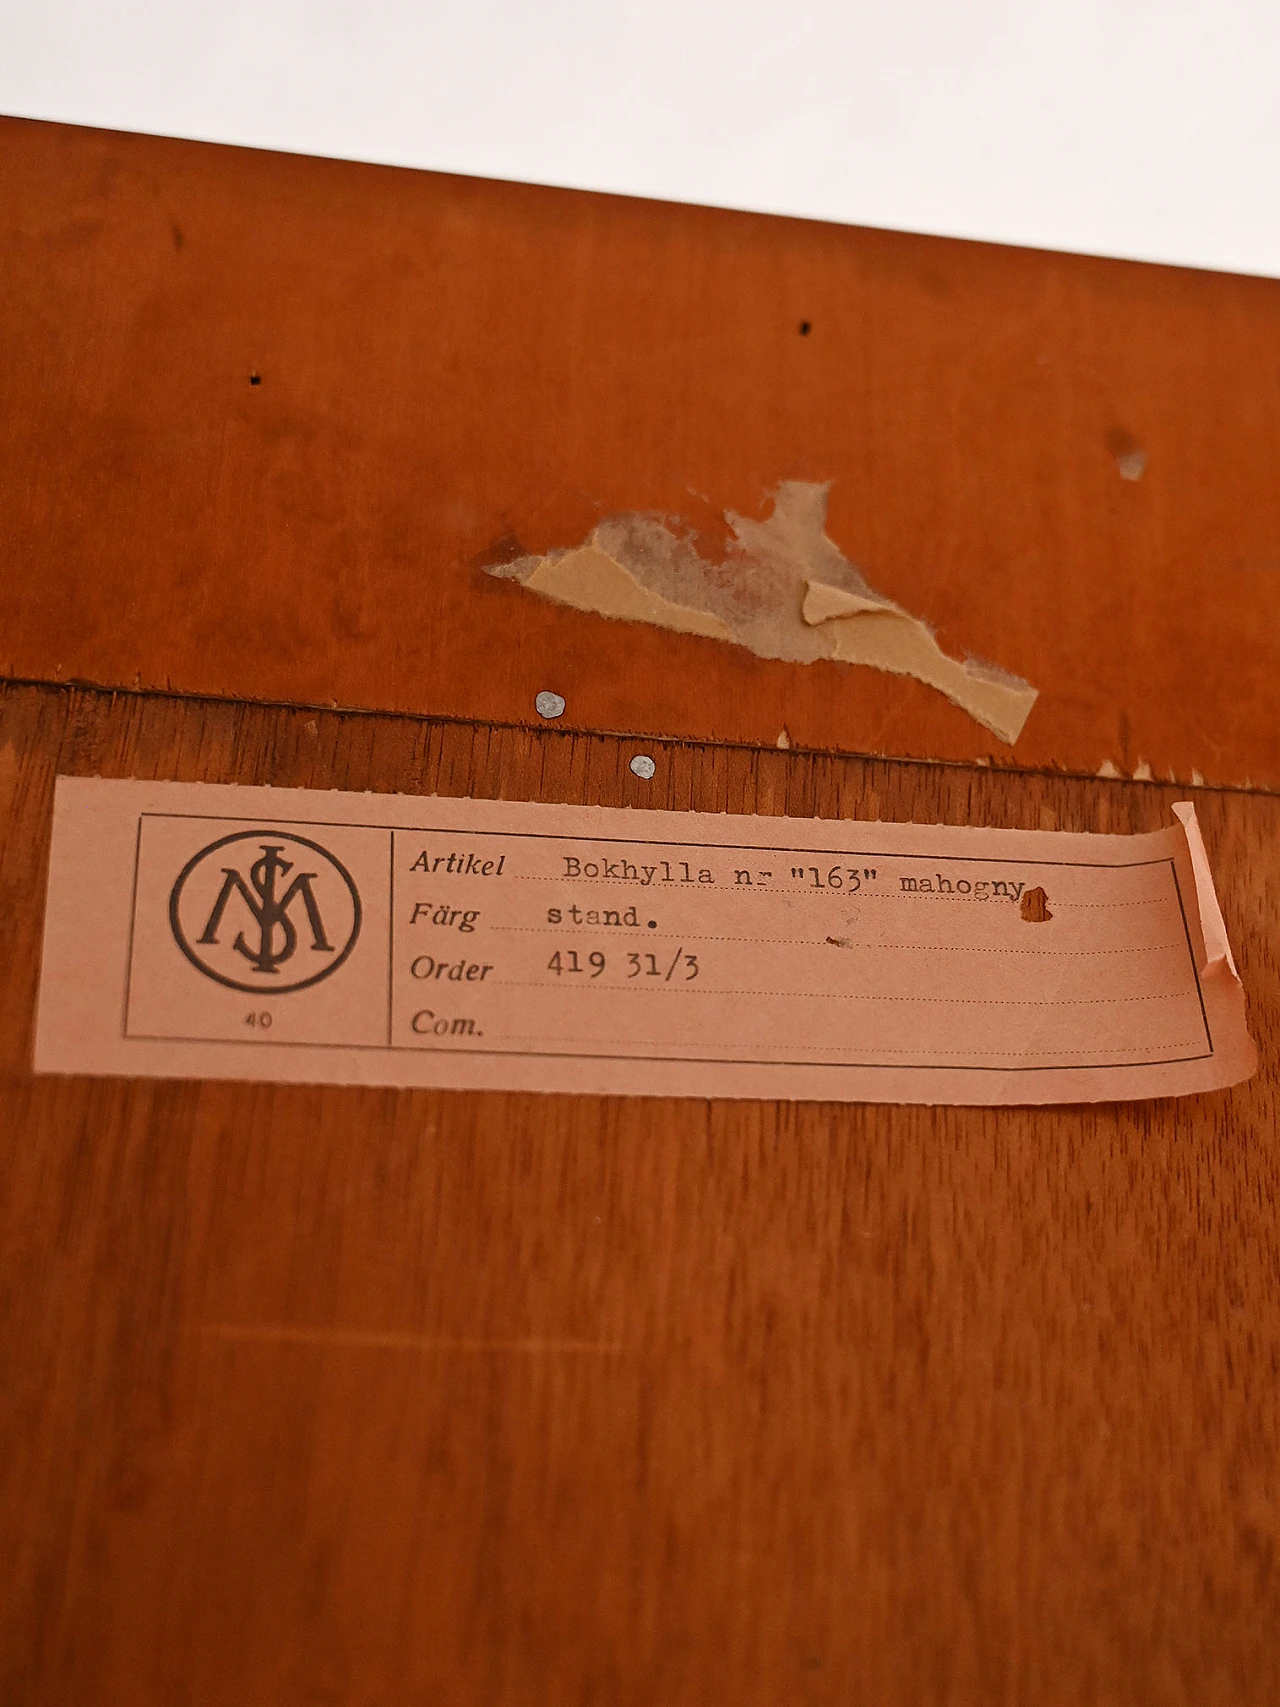 Artikel Bokhylla nr "163" mahogny
Färg stand.
Order 419 31/3
Com.
40